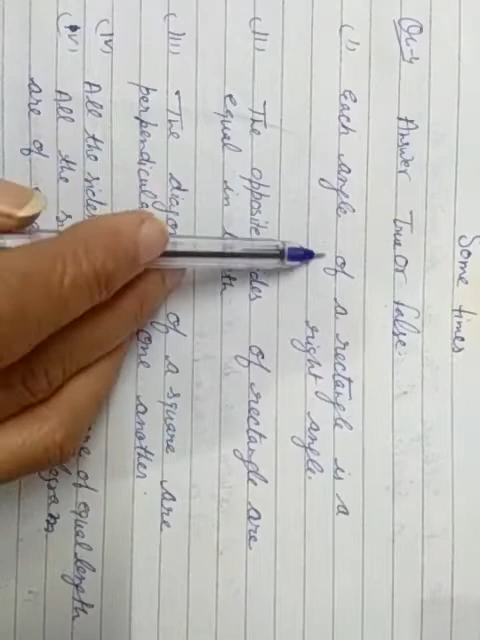 Some times.
Qu-4 Answer True or false.
(i) Each angle of a rectangle is a
right angle.
(ii) The opposite sides of rectangle are
equal in
(iii) The of a square are
one another.
(iv) All the sides
(v) All the of equal length
are of